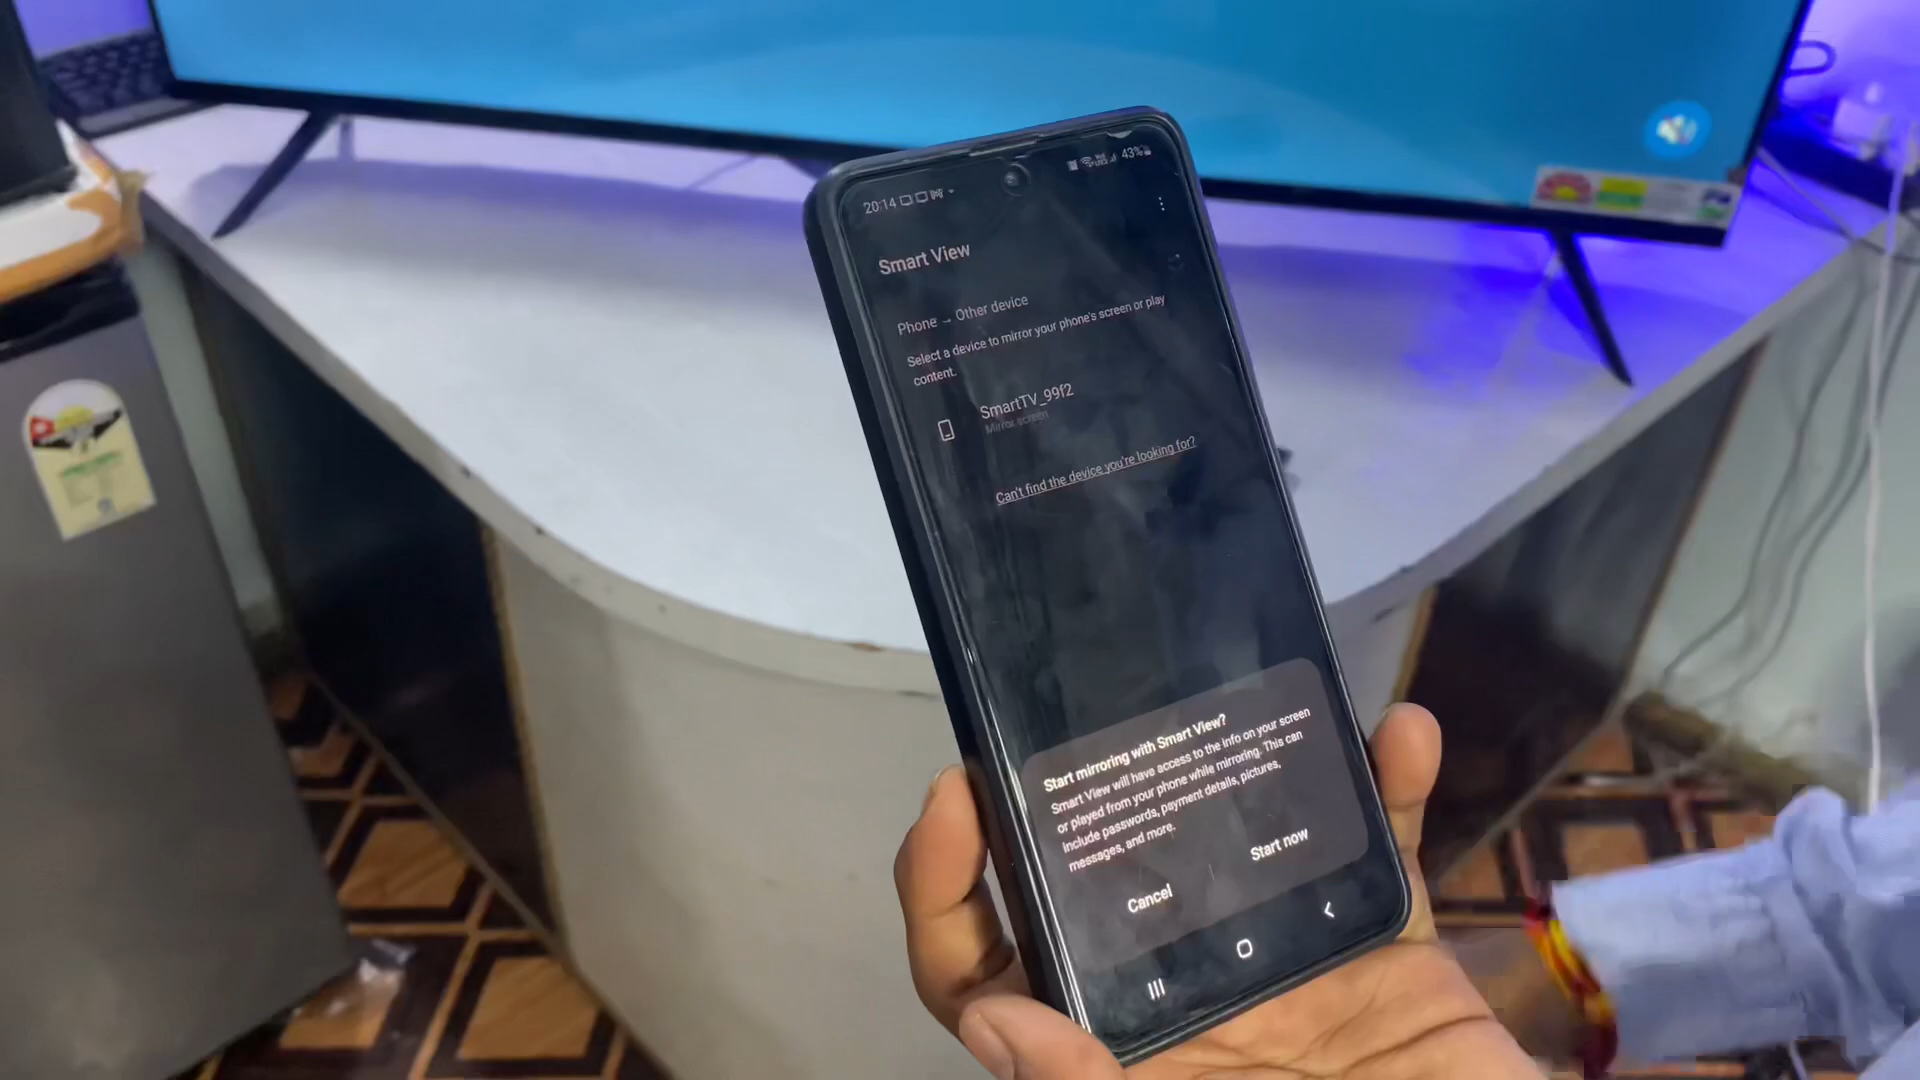 20:14
43%
Smart View
Phone → Other device
Select a device to mirror your phone's screen or play
content.
SmartTV_99f2
Mirror screen
Can't find the device you're looking for?
Start mirroring with Smart View?
Smart View will have access to the info on your screen
or played from your phone while mirroring. This can
include passwords, payment details, pictures,
messages, and more.
Cancel
Start now